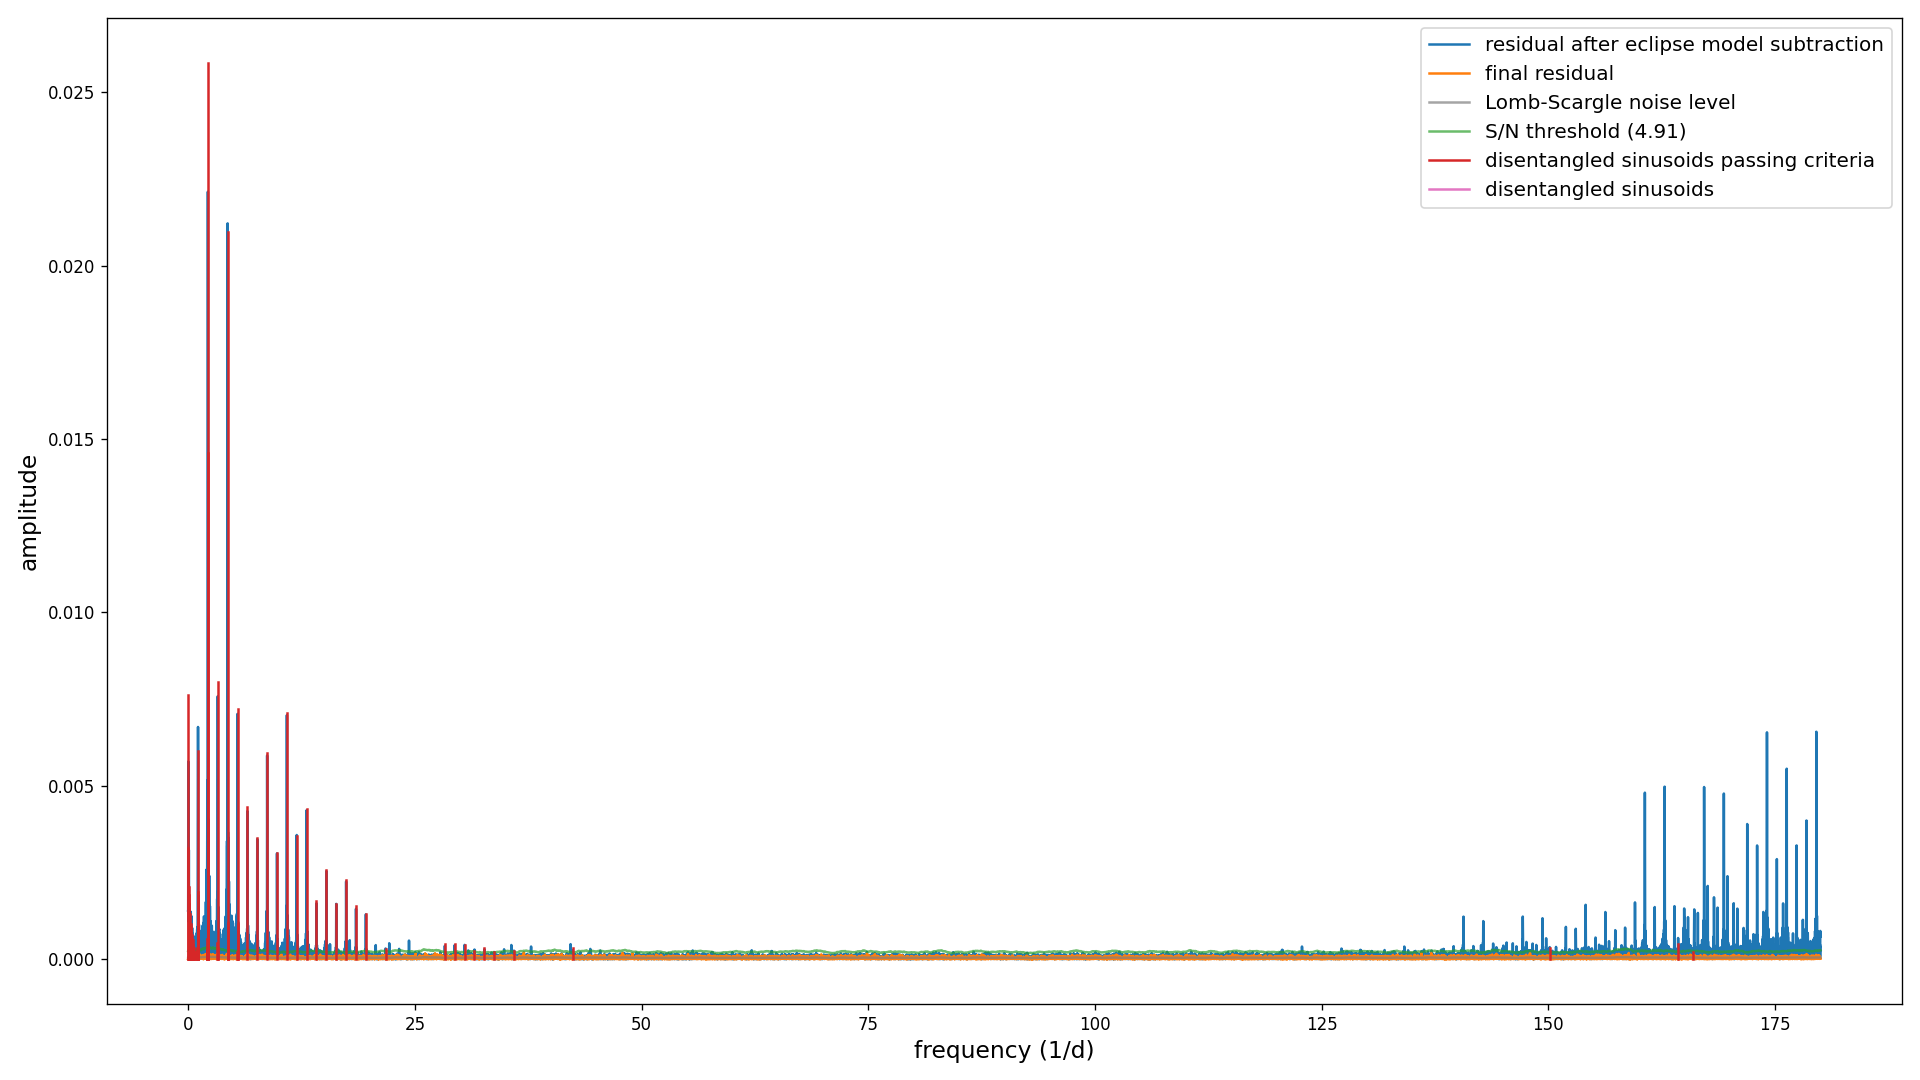 residual after eclipse model subtraction
final residual
Lomb-Scargle noise level
S/N threshold (4.91)
disentangled sinusoids passing criteria
disentangled sinusoids
0.025
0.020
0.015
0.010
0.005
0.000
amplitude
0 25 50 75 100 125 150 175
frequency (1/d)